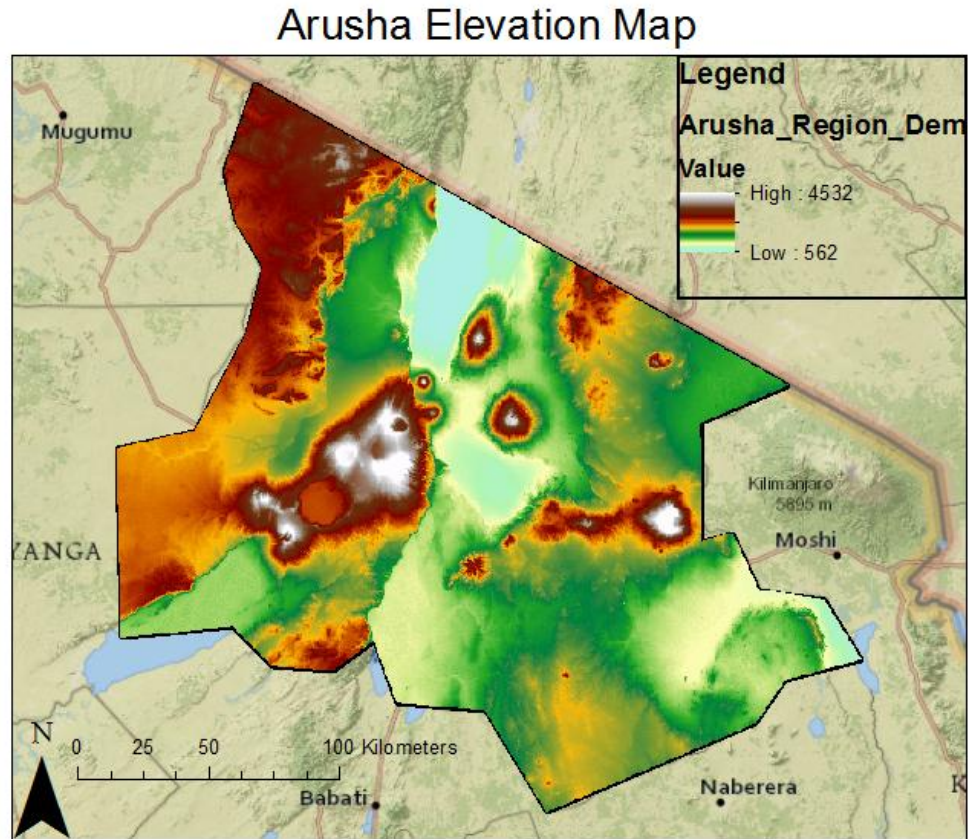 Arusha Elevation Map
Legend
Arusha_Region_Dem
Value
High : 4532
Low : 562
Mugumu
Kilimanjaro
5895 m
Moshi
YANGA
N
0 25 50 100 Kilometers
Babati
Naberera
K